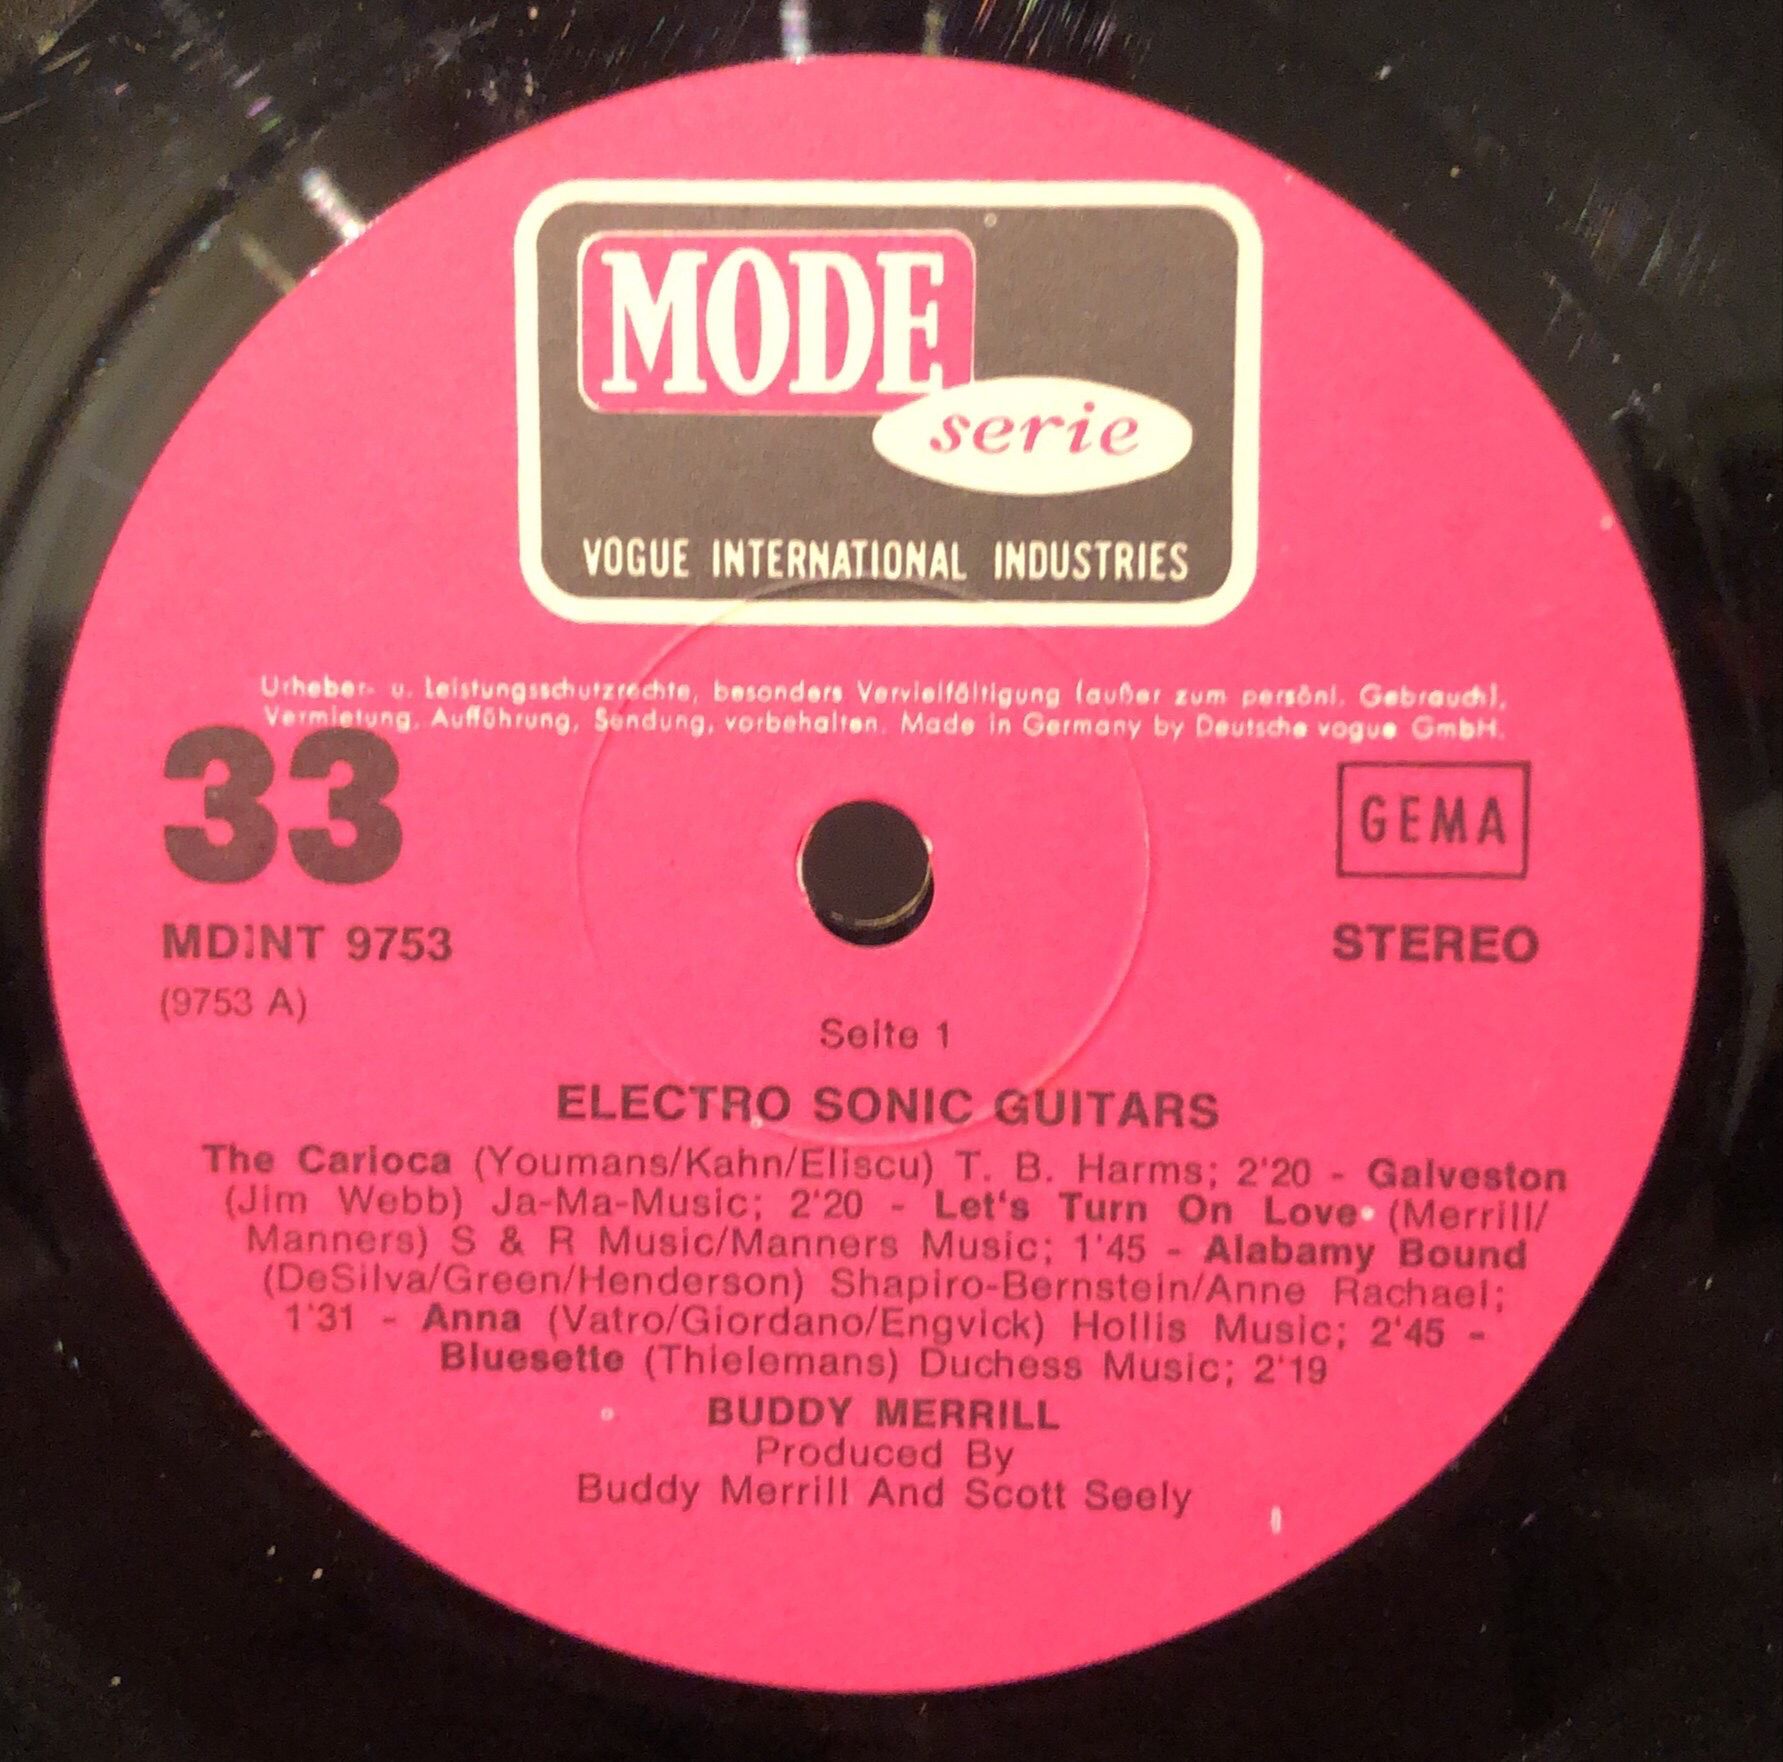 MODE
serie
VOGUE INTERNATIONAL INDUSTRIES
Urheber- u. Leistungsschutzrechte, besonders Vervielfältigung (außer zum persönl. Gebrauch),
Vermietung, Aufführung, Sendung, vorbehalten. Made in Germany by Deutsche vogue GmbH.
33
GEMA
MDINT 9753
STEREO
(9753 A)
Seite 1
ELECTRO SONIC GUITARS
The Carioca (Youmans/Kahn/Eliscu) T. B. Harms; 2'20 - Galveston
(Jim Webb) Ja-Ma-Music; 2'20 - Let's Turn On Love (Merrill/
Manners) S & R Music/Manners Music; 1'45 - Alabamy Bound
(DeSilva/Green/Henderson) Shapiro-Bernstein/Anne Rachael;
1'31 - Anna (Vatro/Giordano/Engvick) Hollis Music; 2'45 -
Bluesette (Thielemans) Duchess Music; 2'19
BUDDY MERRILL
Produced By
Buddy Merrill And Scott Seely